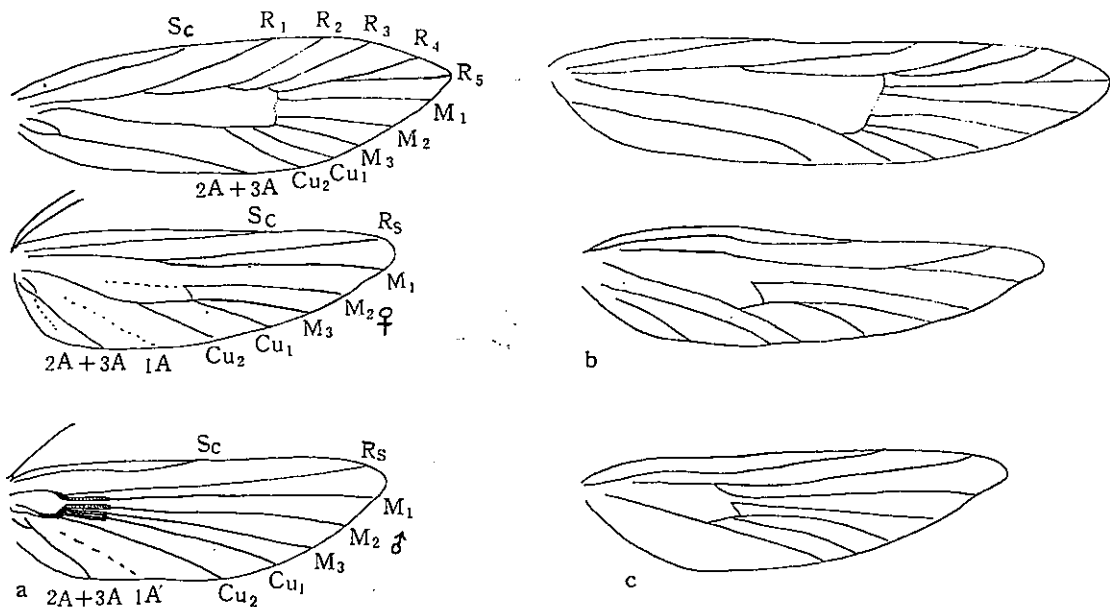 Sc R₁ R₂ R₃ R₄
R₅
M₁
M₂
M₃
2A+3A Cu₂ Cu₁
Sc Rs
M₁
M₂ ♀
M₃
2A+3A 1A Cu₂ Cu₁
b
Sc Rs
M₁
M₂ ♂
M₃
a 2A+3A 1A Cu₂ Cu₁
c